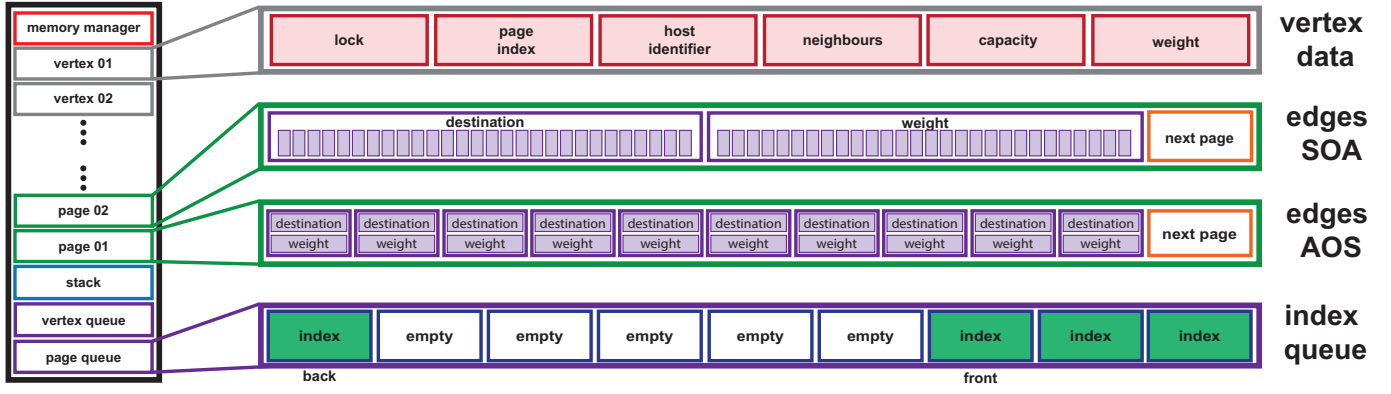 memory manager
vertex 01
vertex 02
page 02
page 01
stack
vertex queue
page queue
lock
page
index
host
identifier
neighbours
capacity
weight
vertex
data
destination
weight
next page
edges
SOA
destination destination destination destination destination destination destination destination destination destination
weight weight weight weight weight weight weight weight weight weight
next page
edges
AOS
index empty empty empty empty empty index index index
back front
index
queue